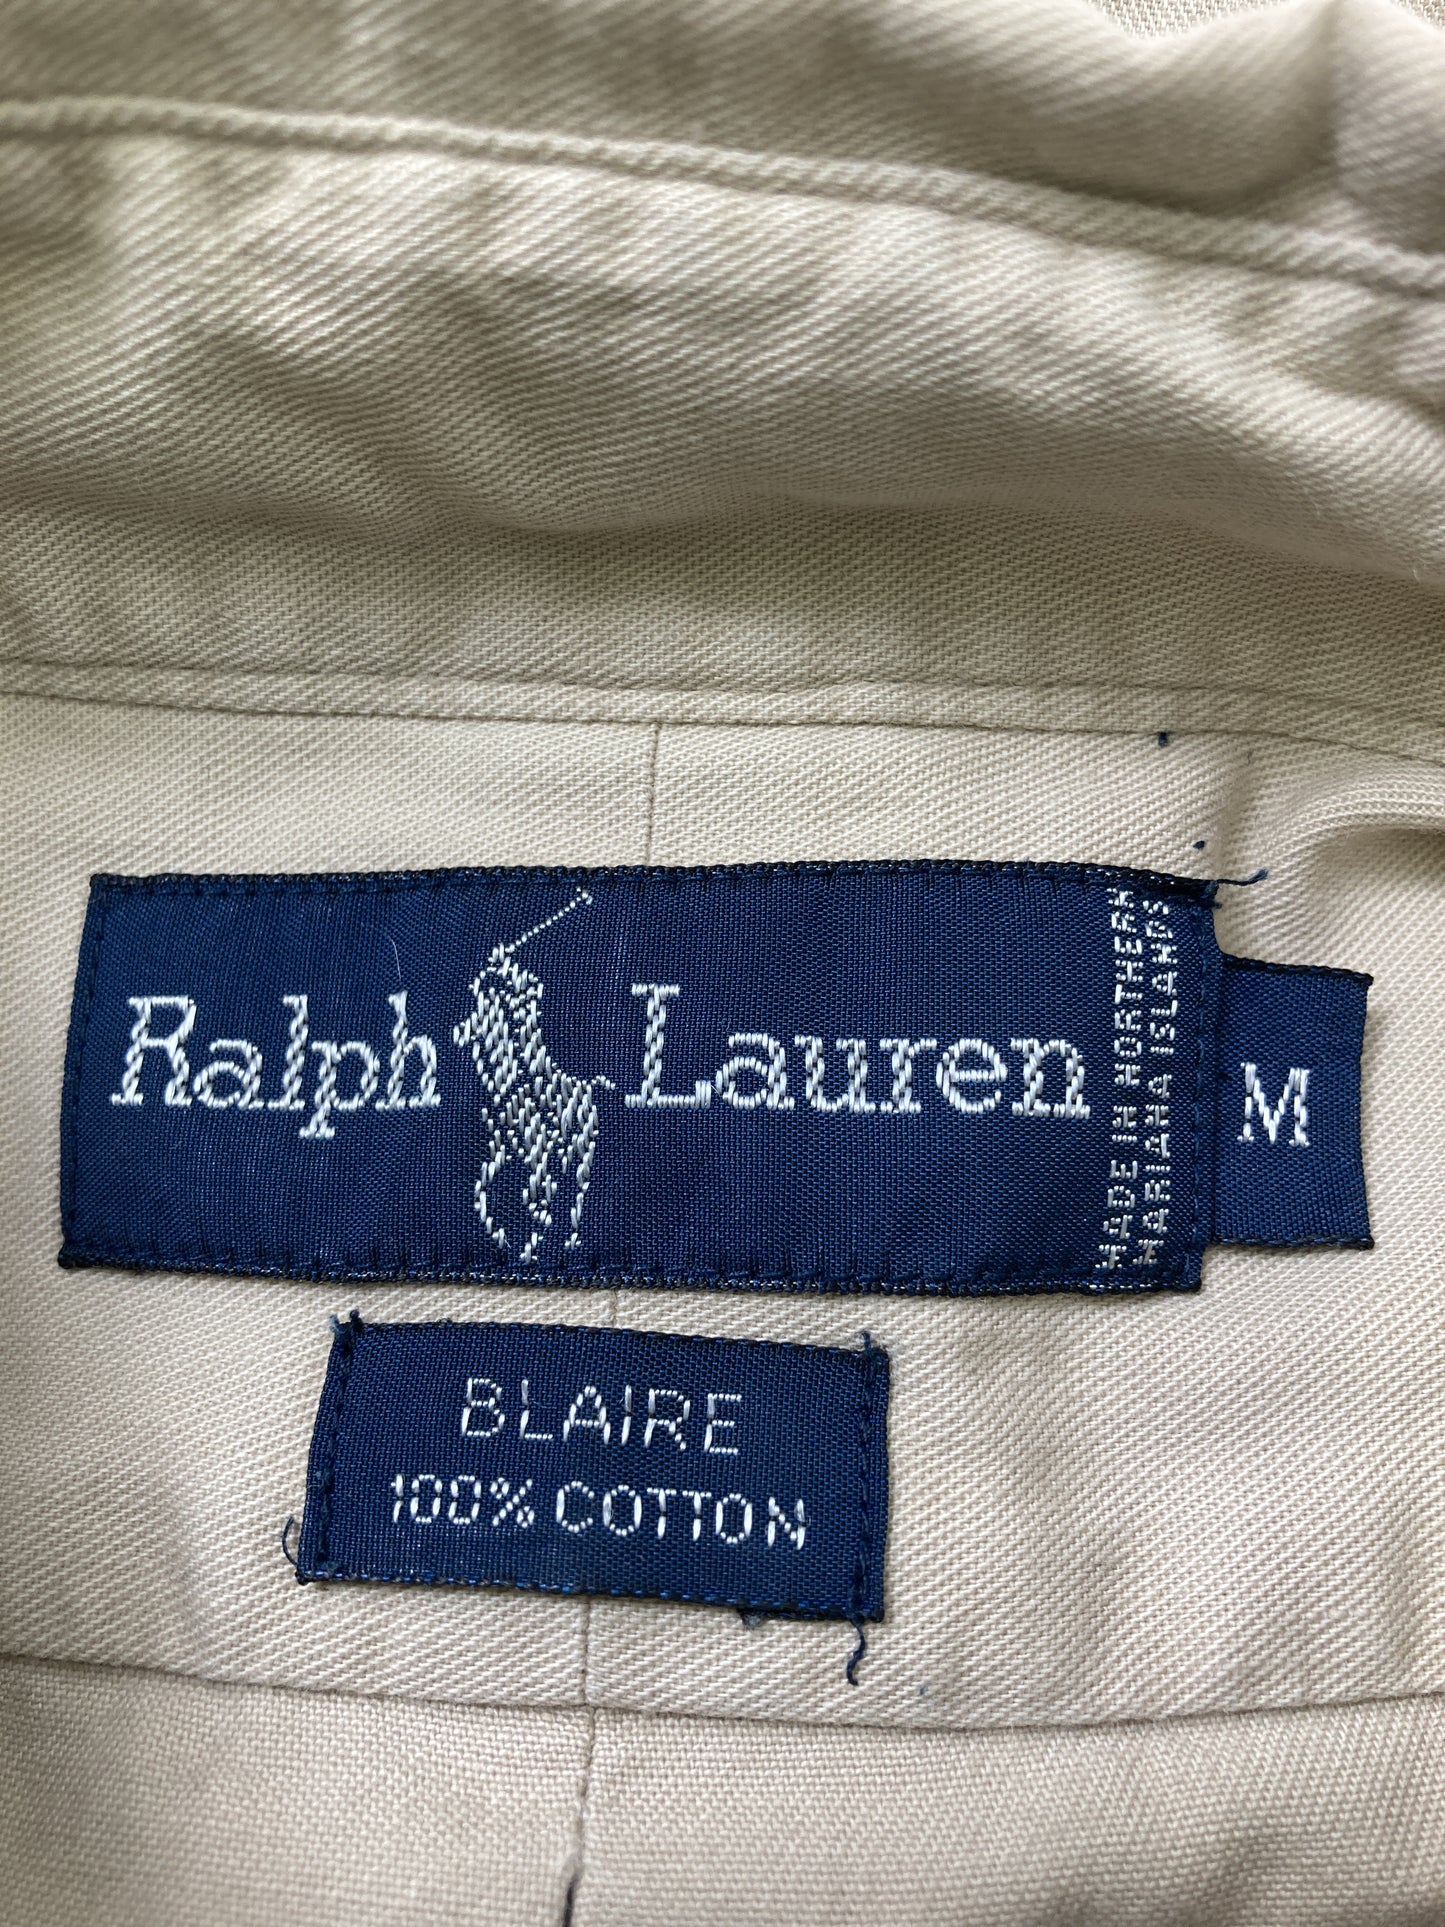 Ralph Lauren
MADE IN NORTHERN
MARIANA ISLANDS
M
BLAIRE
100% COTTON